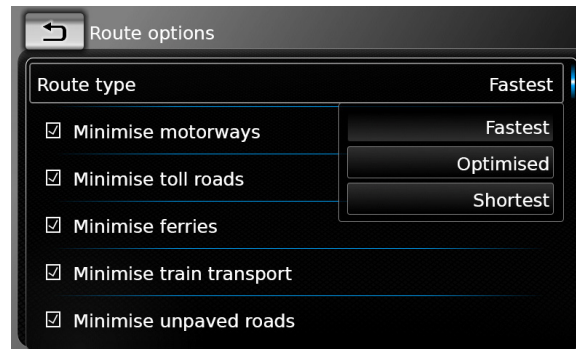 Route options
Route type Fastest
Minimise motorways Fastest
Minimise toll roads Optimised
Shortest
Minimise ferries
Minimise train transport
Minimise unpaved roads